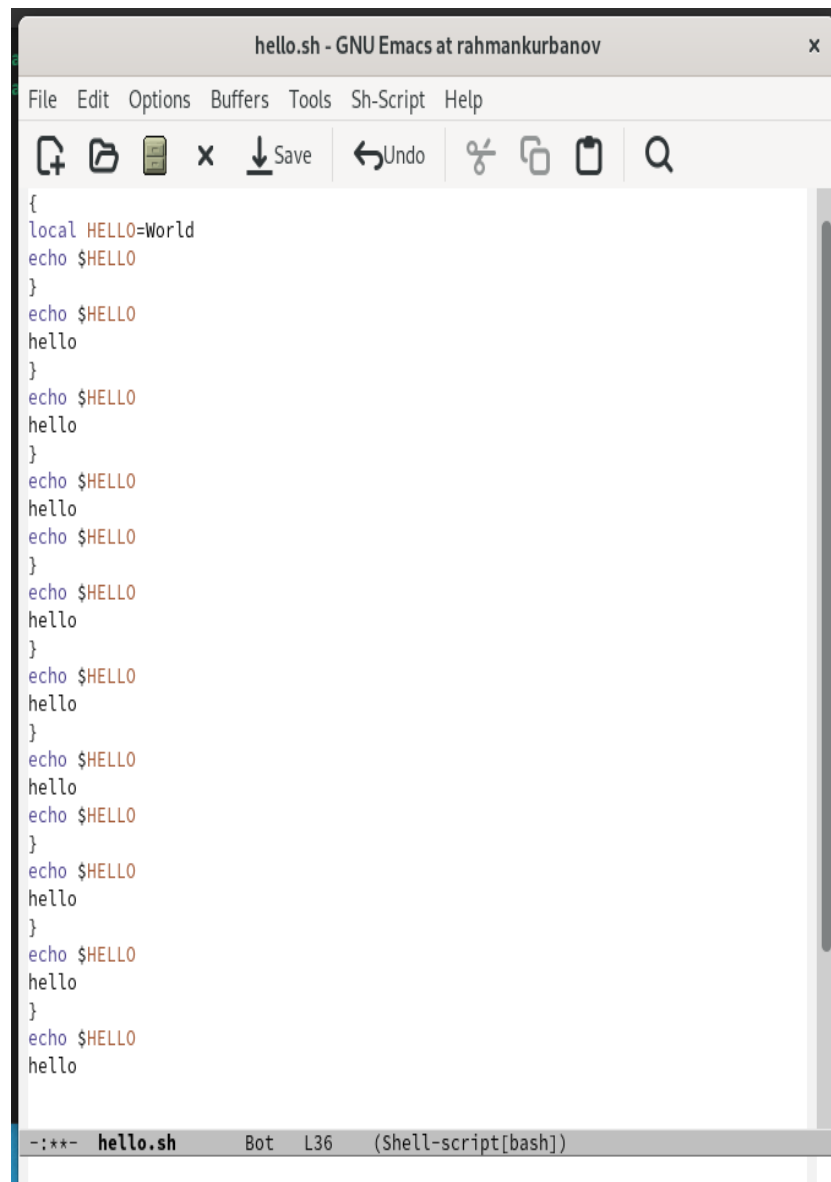 hello.sh - GNU Emacs at rahmankurbanov x
File Edit Options Buffers Tools Sh-Script Help
Save Undo
{
local HELLO=World
echo $HELLO
}
echo $HELLO
hello
}
echo $HELLO
hello
}
echo $HELLO
hello
echo $HELLO
}
echo $HELLO
hello
}
echo $HELLO
hello
}
echo $HELLO
hello
echo $HELLO
}
echo $HELLO
hello
}
echo $HELLO
hello
}
echo $HELLO
hello
-:**- hello.sh Bot L36 (Shell-script[bash])